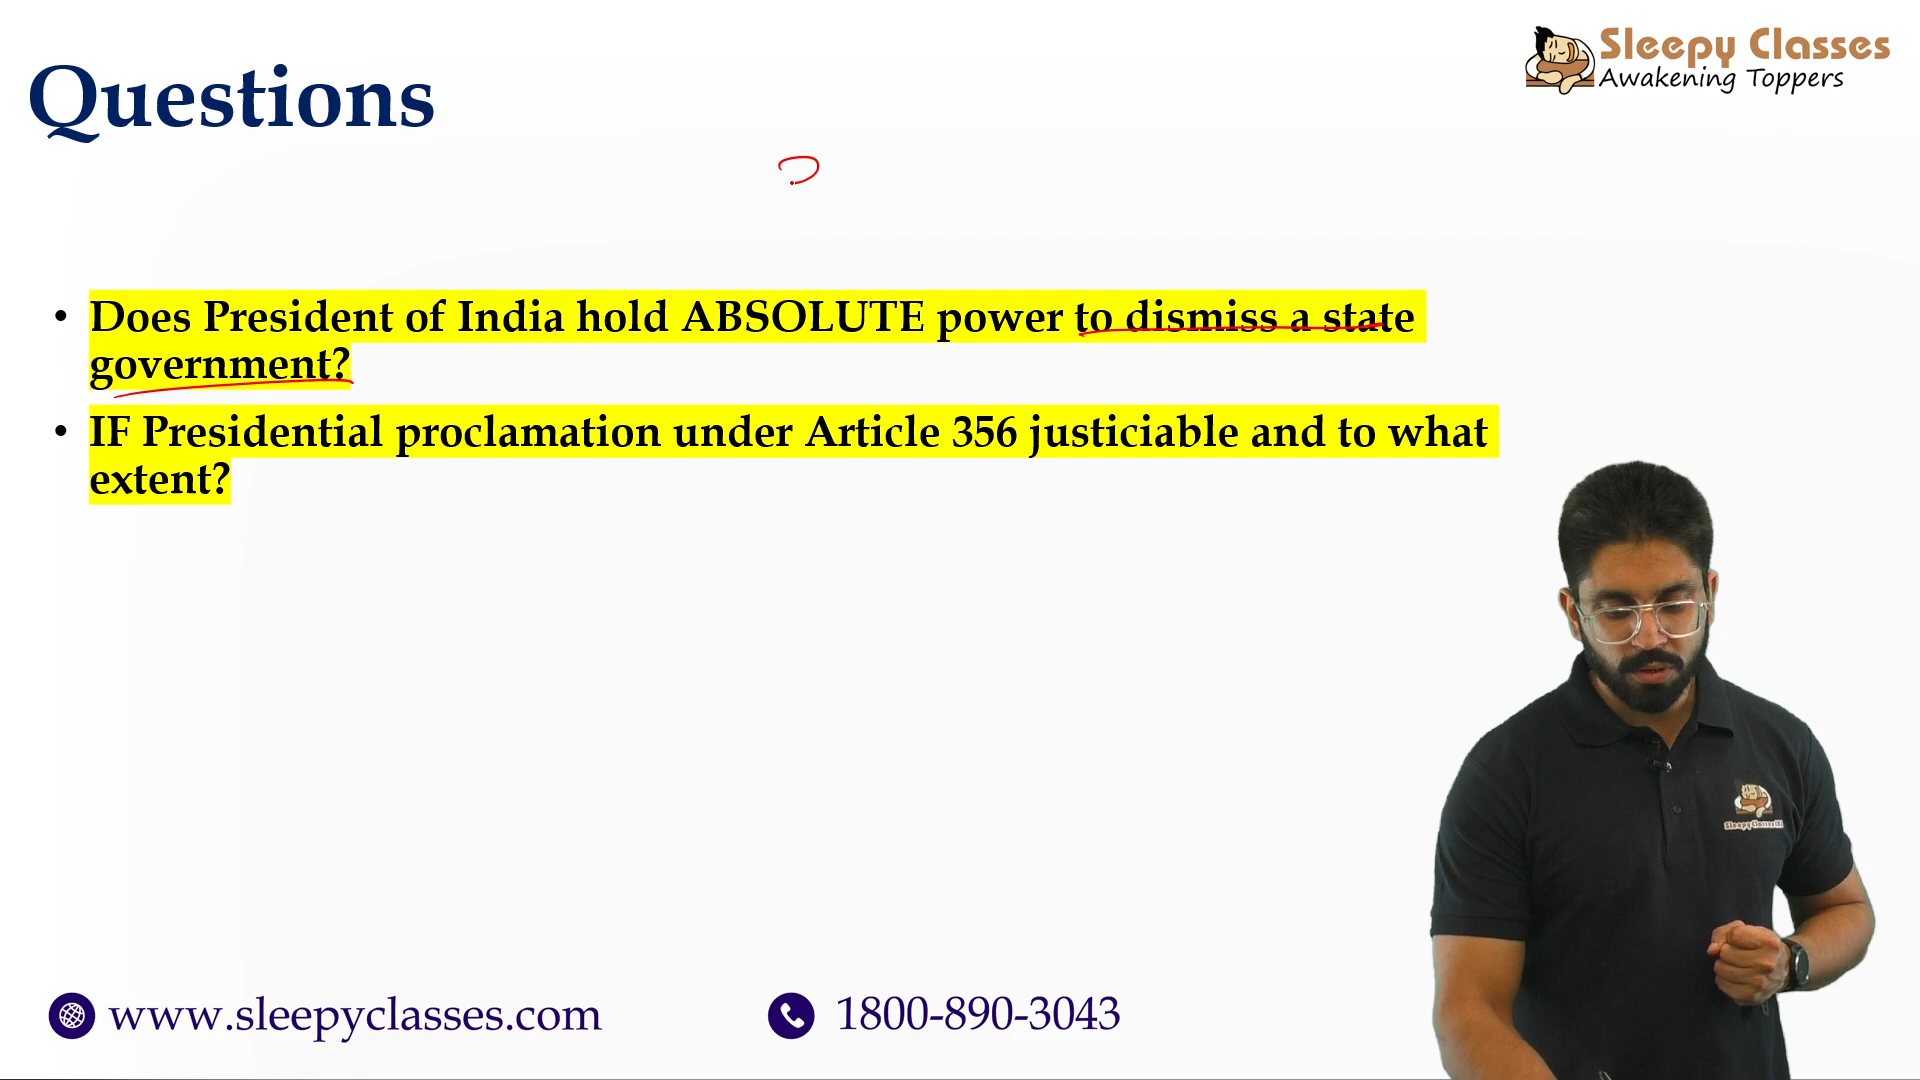 Questions
Sleepy Classes
Awakening Toppers
• Does President of India hold ABSOLUTE power to dismiss a state
government?
• IF Presidential proclamation under Article 356 justiciable and to what
extent?
www.sleepyclasses.com
1800-890-3043